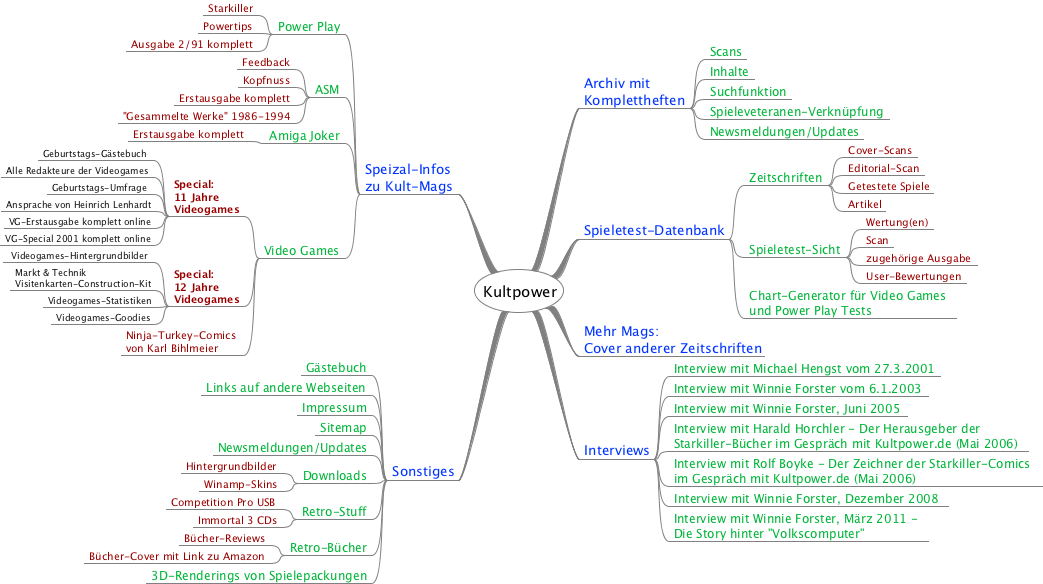 Kultpower
Speizal-Infos
zu Kult-Mags
Power Play
Starkiller
Powertips
Ausgabe 2/91 komplett
ASM
Feedback
Kopfnuss
Erstausgabe komplett
"Gesammelte Werke" 1986-1994
Amiga Joker
Erstausgabe komplett
Video Games
Special:
11 Jahre
Videogames
Geburtstags-Gästebuch
Alle Redakteure der Videogames
Geburtstags-Umfrage
Ansprache von Heinrich Lenhardt
VG-Erstausgabe komplett online
VG-Special 2001 komplett online
Special:
12 Jahre
Videogames
Videogames-Hintergrundbilder
Markt & Technik
Visitenkarten-Construction-Kit
Videogames-Statistiken
Videogames-Goodies
Ninja-Turkey-Comics
von Karl Bihlmeier
Sonstiges
Gästebuch
Links auf andere Webseiten
Impressum
Sitemap
Newsmeldungen/Updates
Downloads
Hintergrundbilder
Winamp-Skins
Retro-Stuff
Competition Pro USB
Immortal 3 CDs
Retro-Bücher
Bücher-Reviews
Bücher-Cover mit Link zu Amazon
3D-Renderings von Spielepackungen
Archiv mit
Kompletthеften
Scans
Inhalte
Suchfunktion
Spieleveteranen-Verknüpfung
Newsmeldungen/Updates
Spieletest-Datenbank
Zeitschriften
Cover-Scans
Editorial-Scan
Getestete Spiele
Artikel
Spieletest-Sicht
Wertung(en)
Scan
zugehörige Ausgabe
User-Bewertungen
Chart-Generator für Video Games
und Power Play Tests
Mehr Mags:
Cover anderer Zeitschriften
Interviews
Interview mit Michael Hengst vom 27.3.2001
Interview mit Winnie Forster vom 6.1.2003
Interview mit Winnie Forster, Juni 2005
Interview mit Harald Horchler - Der Herausgeber der
Starkiller-Bücher im Gespräch mit Kultpower.de (Mai 2006)
Interview mit Rolf Boyke - Der Zeichner der Starkiller-Comics
im Gespräch mit Kultpower.de (Mai 2006)
Interview mit Winnie Forster, Dezember 2008
Interview mit Winnie Forster, März 2011 -
Die Story hinter "Volkscomputer"